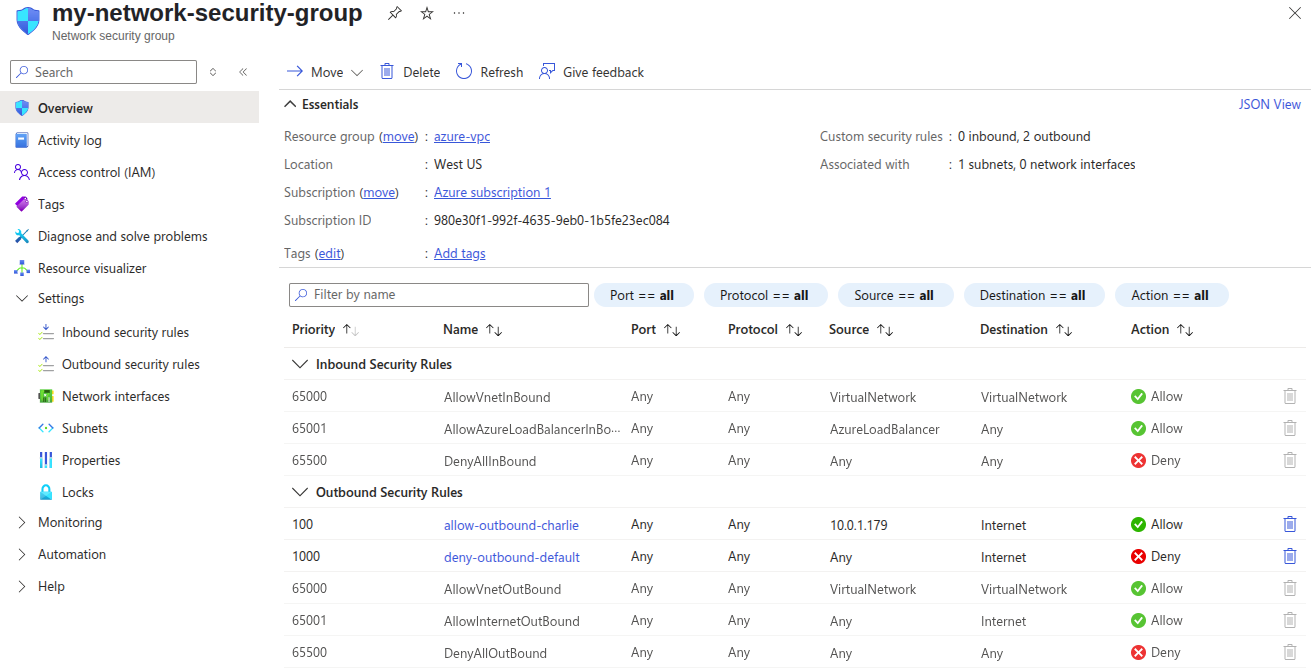 my-network-security-group
Network security group
Search
Move Delete Refresh Give feedback
Overview
Activity log
Access control (IAM)
Tags
Diagnose and solve problems
Resource visualizer
Settings
Inbound security rules
Outbound security rules
Network interfaces
Subnets
Properties
Locks
Monitoring
Automation
Help
Essentials JSON View
Resource group (move) : azure-vpc
Location : West US
Subscription (move) : Azure subscription 1
Subscription ID : 980e30f1-992f-4635-9eb0-1b5fe23ec084
Tags (edit) : Add tags
Custom security rules : 0 inbound, 2 outbound
Associated with : 1 subnets, 0 network interfaces
Filter by name Port == all Protocol == all Source == all Destination == all Action == all
Priority Name Port Protocol Source Destination Action
Inbound Security Rules
65000 AllowVnetInBound Any Any VirtualNetwork VirtualNetwork Allow
65001 AllowAzureLoadBalancerInBo... Any Any AzureLoadBalancer Any Allow
65500 DenyAllInBound Any Any Any Any Deny
Outbound Security Rules
100 allow-outbound-charlie Any Any 10.0.1.179 Internet Allow
1000 deny-outbound-default Any Any Any Internet Deny
65000 AllowVnetOutBound Any Any VirtualNetwork VirtualNetwork Allow
65001 AllowInternetOutBound Any Any Any Internet Allow
65500 DenyAllOutBound Any Any Any Any Deny